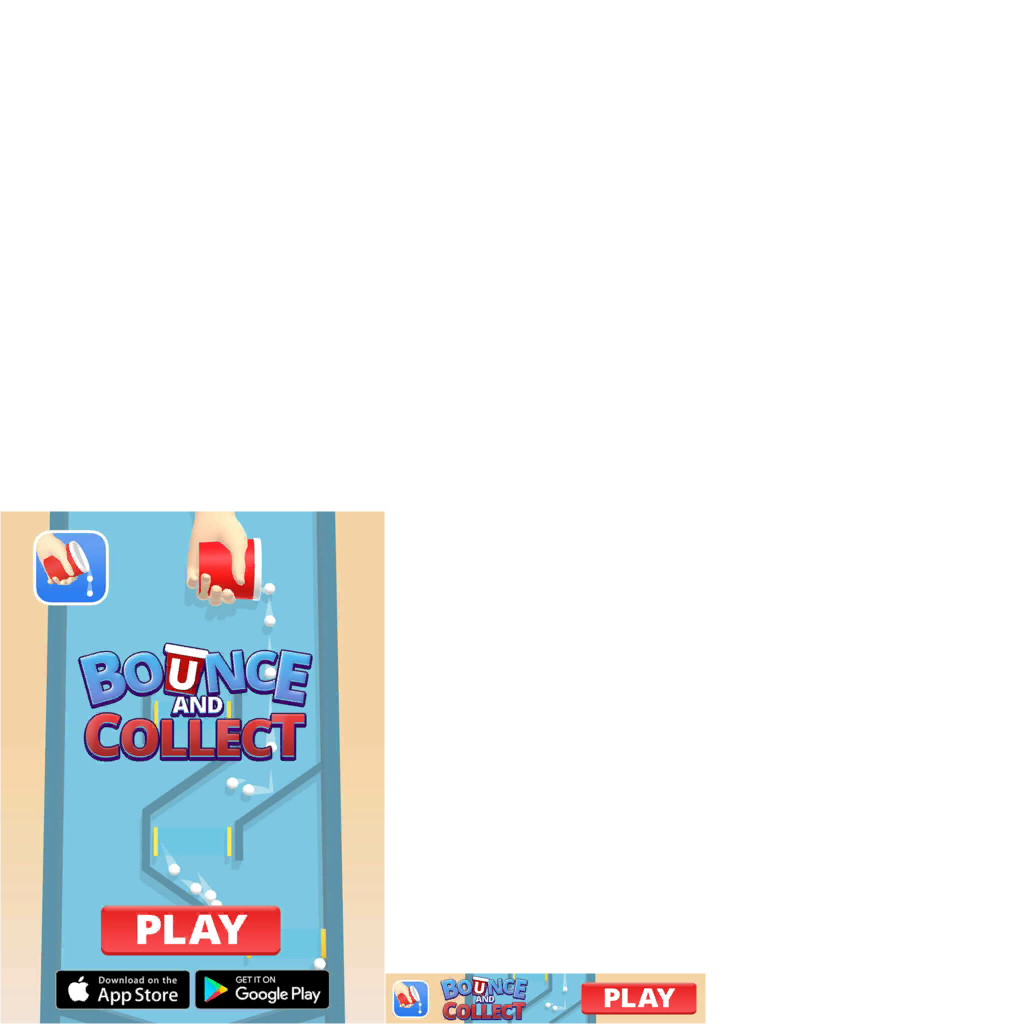 BOUNCE
AND
COLLECT
PLAY
Download on the
App Store
GET IT ON
Google Play
BOUNCE
AND
COLLECT
PLAY